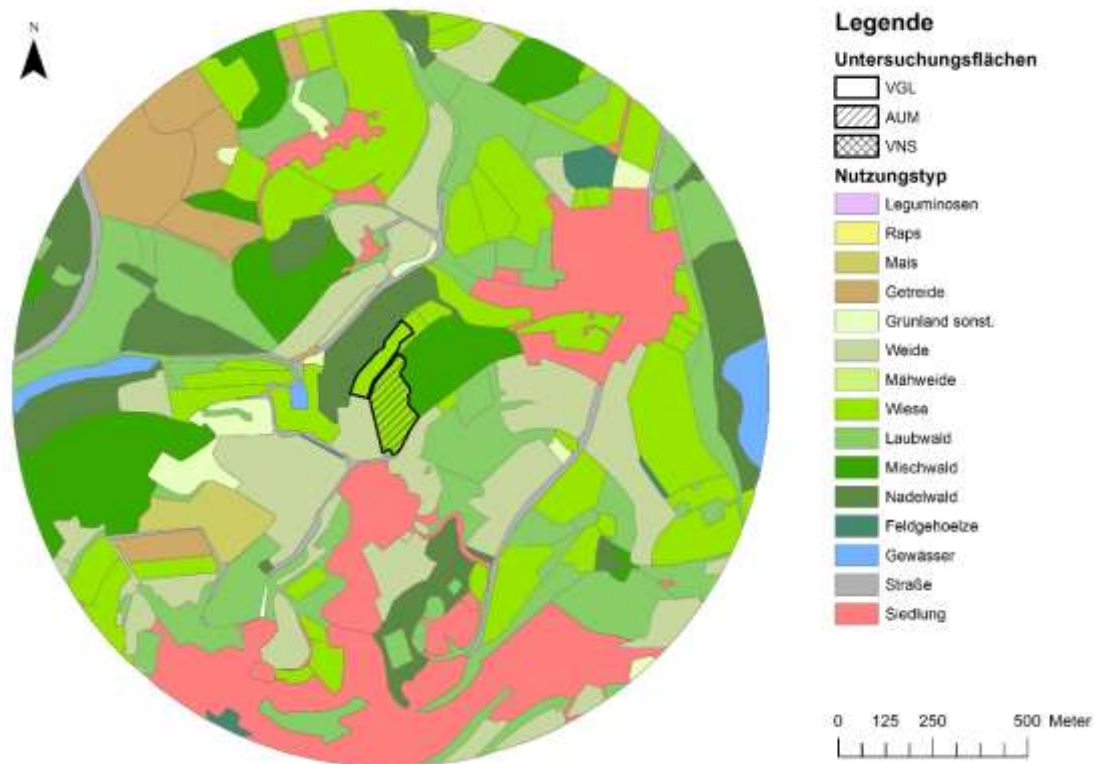 N
Legende
Untersuchungsflächen
VGL
AUM
VNS
Nutzungstyp
Leguminosen
Raps
Mais
Getreide
Grünland sonst.
Weide
Mähweide
Wiese
Laubwald
Mischwald
Nadelwald
Feldgehoelze
Gewässer
Straße
Siedlung
0 125 250 500 Meter